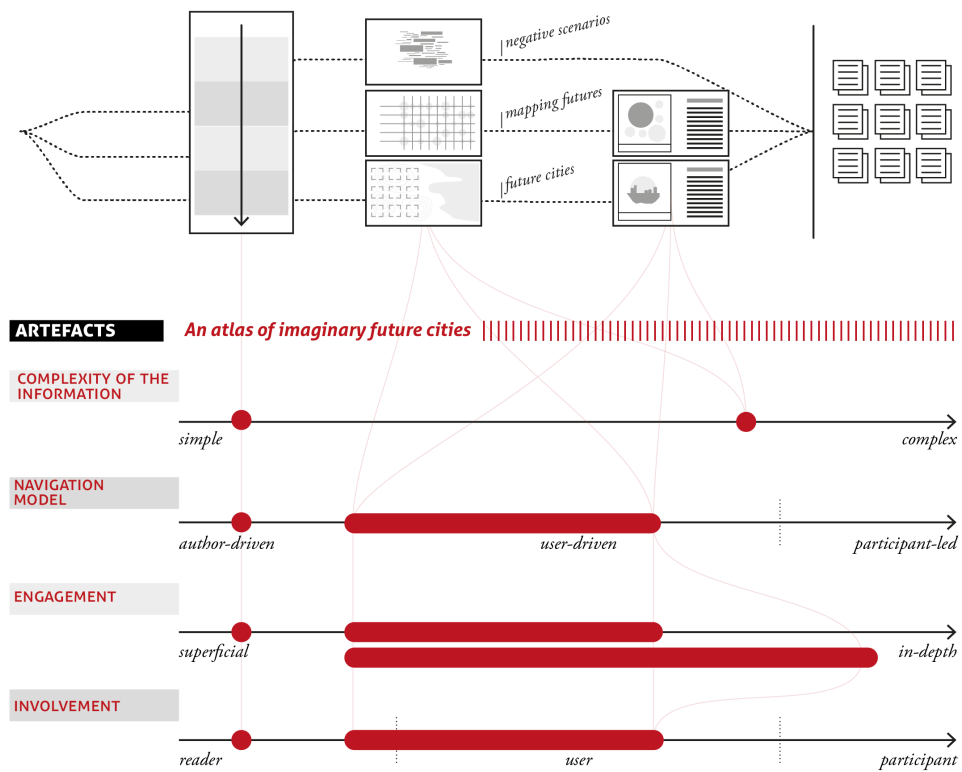 negative scenarios
mapping futures
future cities
ARTEFACTS
An atlas of imaginary future cities
COMPLEXITY OF THE
INFORMATION
simple
complex
NAVIGATION
MODEL
author-driven
user-driven
participant-led
ENGAGEMENT
superficial
in-depth
INVOLVEMENT
reader
user
participant